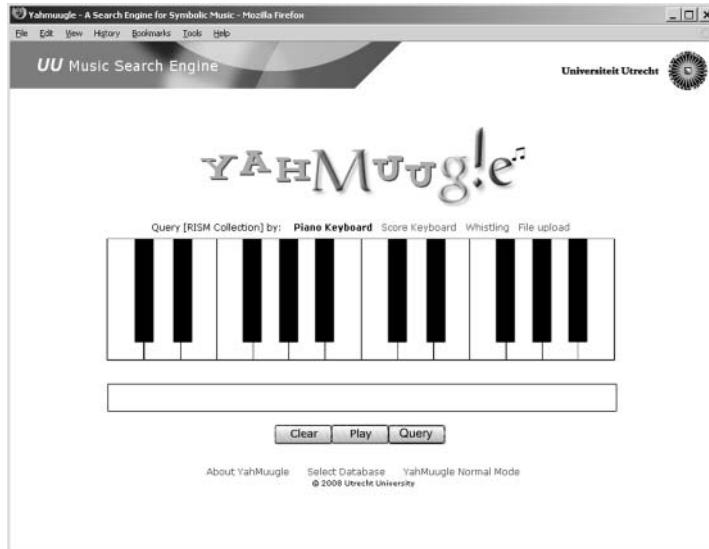 Yahmuugle - A Search Engine for Symbolic Music - Mozilla Firefox
File Edit View History Bookmarks Tools Help
UU Music Search Engine
Universiteit Utrecht
YAHMUUg!e
Query [RISM Collection] by: Piano Keyboard Score Keyboard Whistling File upload
Clear Play Query
About YahMuugle Select Database YahMuugle Normal Mode
© 2008 Utrecht University